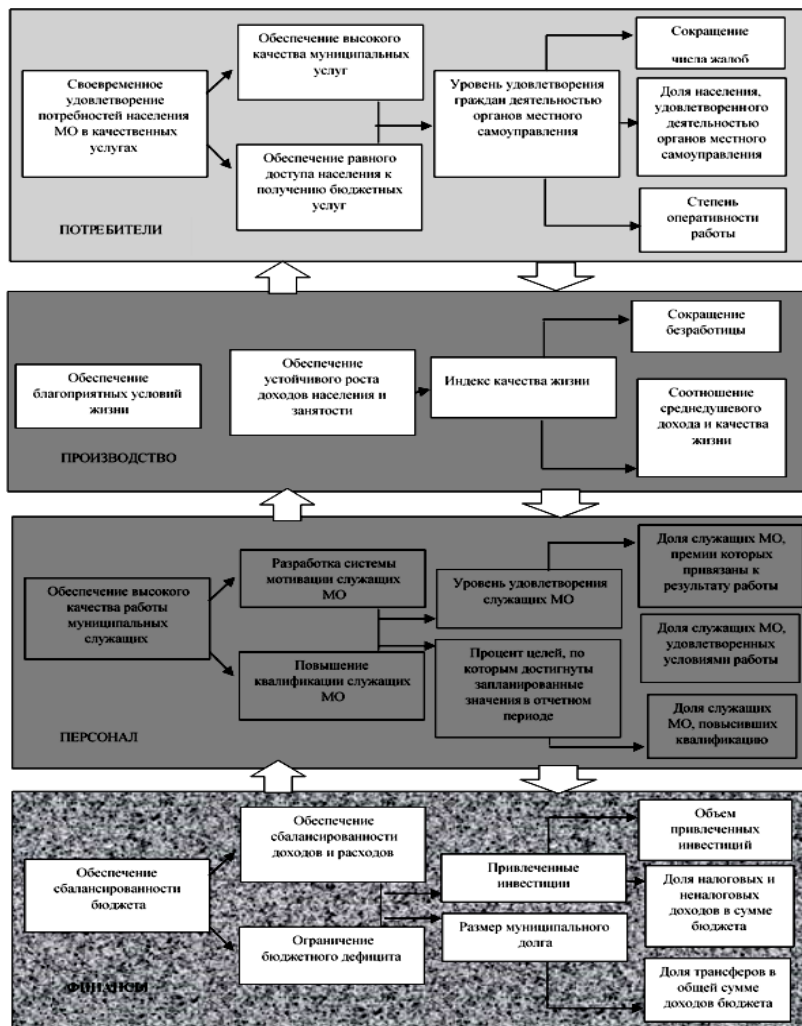 Своевременное
удовлетворение
потребностей населения
МО в качественных
услугах
Обеспечение высокого
качества муниципальных
услуг
Обеспечение равного
доступа населения к
получению бюджетных
услуг
Уровень удовлетворения
граждан деятельностью
органов местного
самоуправления
Сокращение
числа жалоб
Доля населения,
удовлетворенного
деятельностью
органов местного
самоуправления
Степень
оперативности
работы
ПОТРЕБИТЕЛИ
Обеспечение
благоприятных условий
жизни
Обеспечение
устойчивого роста
доходов населения и
занятости
Индекс качества жизни
Сокращение
безработицы
Соотношение
среднедушевого
дохода и качества
жизни
ПРОИЗВОДСТВО
Обеспечение высокого
качества работы
муниципальных
служащих
Разработка системы
мотивации служащих
МО
Повышение
квалификации служащих
МО
Уровень удовлетворения
служащих МО
Процент целей, по
которым достигнуты
запланированные
значения в отчетном
периоде
Доля служащих МО,
премии которых
привязаны к
результату работы
Доля служащих МО,
удовлетворенных
условиями работы
Доля служащих
МО, повысивших
квалификацию
ПЕРСОНАЛ
Обеспечение
сбалансированности
бюджета
Обеспечение
сбалансированности
доходов и расходов
Ограничение
бюджетного дефицита
Привлеченные
инвестиции
Размер муниципального
долга
Объем
привлеченных
инвестиций
Доля налоговых и
неналоговых
доходов в сумме
бюджета
Доля трансферов в
общей сумме
доходов бюджета
ФИНАНСЫ